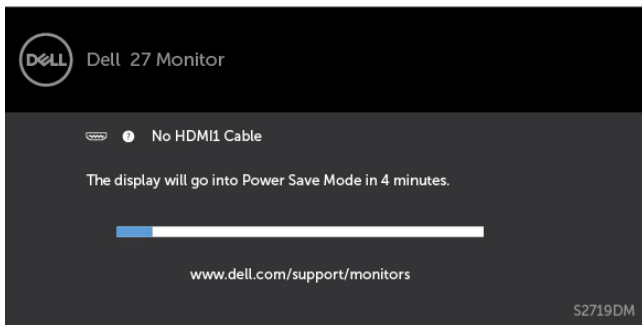 DELL
Dell 27 Monitor
? No HDMI1 Cable
The display will go into Power Save Mode in 4 minutes.
www.dell.com/support/monitors
S2719DM